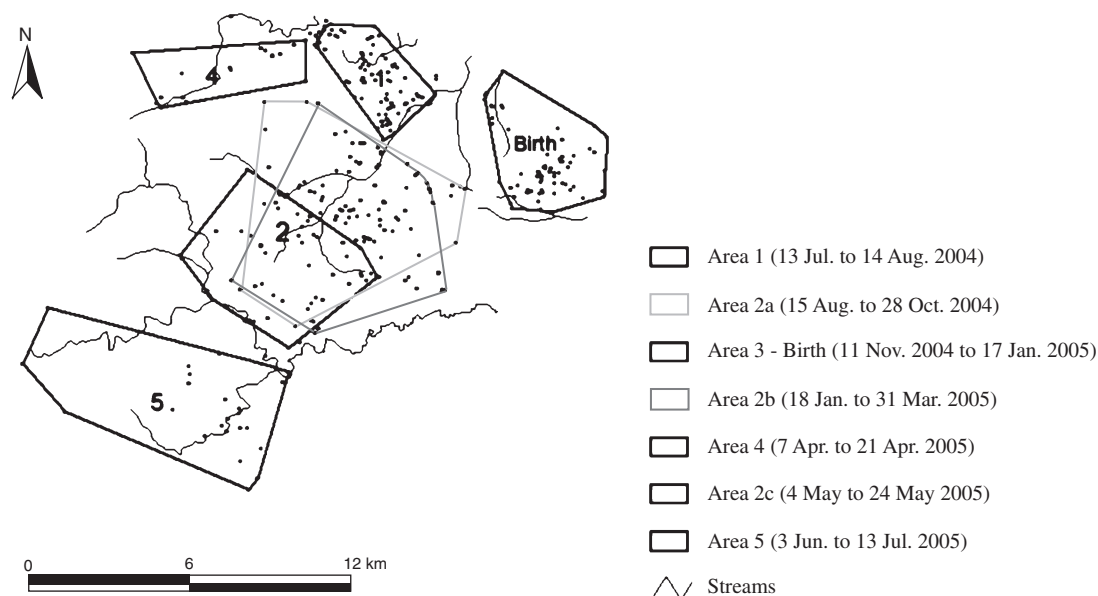 N
4
1
Birth
2
5
Area 1 (13 Jul. to 14 Aug. 2004)
Area 2a (15 Aug. to 28 Oct. 2004)
Area 3 - Birth (11 Nov. 2004 to 17 Jan. 2005)
Area 2b (18 Jan. to 31 Mar. 2005)
Area 4 (7 Apr. to 21 Apr. 2005)
Area 2c (4 May to 24 May 2005)
Area 5 (3 Jun. to 13 Jul. 2005)
Streams
0 6 12 km